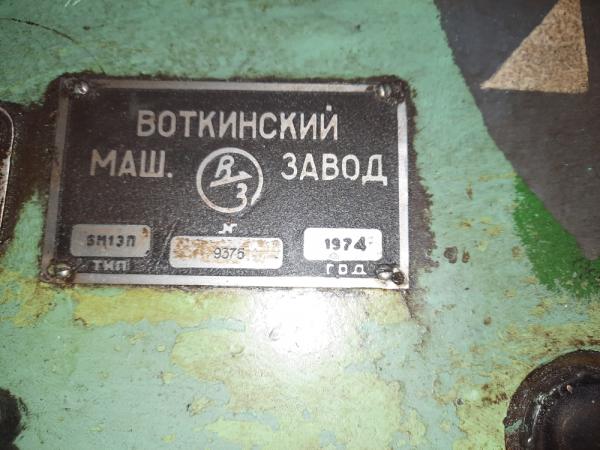 ВОТКИНСКИЙ
МАШ. В/З ЗАВОД
№
6М13П 9375 1974
ТИП ГОД